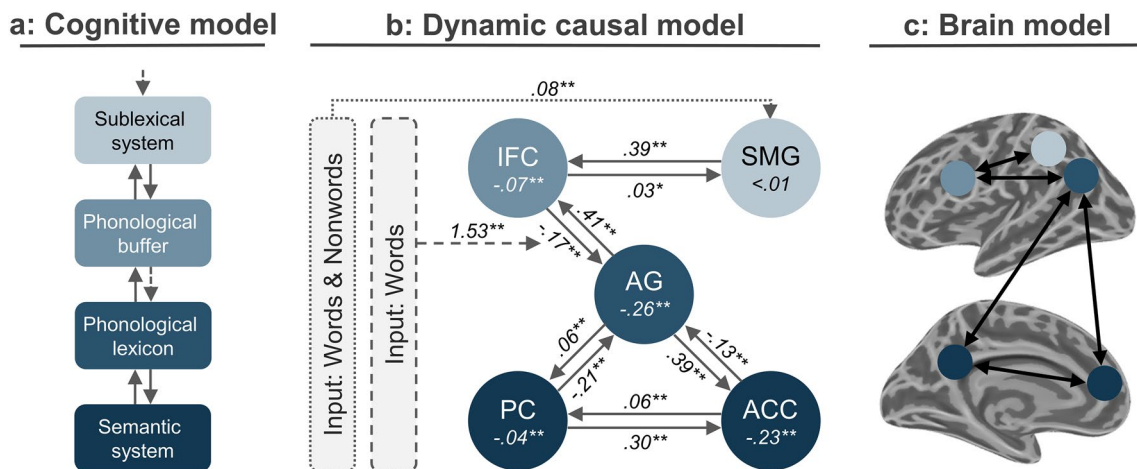 a: Cognitive model
Sublexical
system
Phonological
buffer
Phonological
lexicon
Semantic
system
b: Dynamic causal model
Input: Words & Nonwords
Input: Words
.08**
1.53**
IFC
-.07**
.39**
.03*
SMG
<.01
.41**
-.17**
AG
-.26**
.06**
-.21**
-.13**
.39**
PC
-.04**
.06**
.30**
ACC
-.23**
c: Brain model